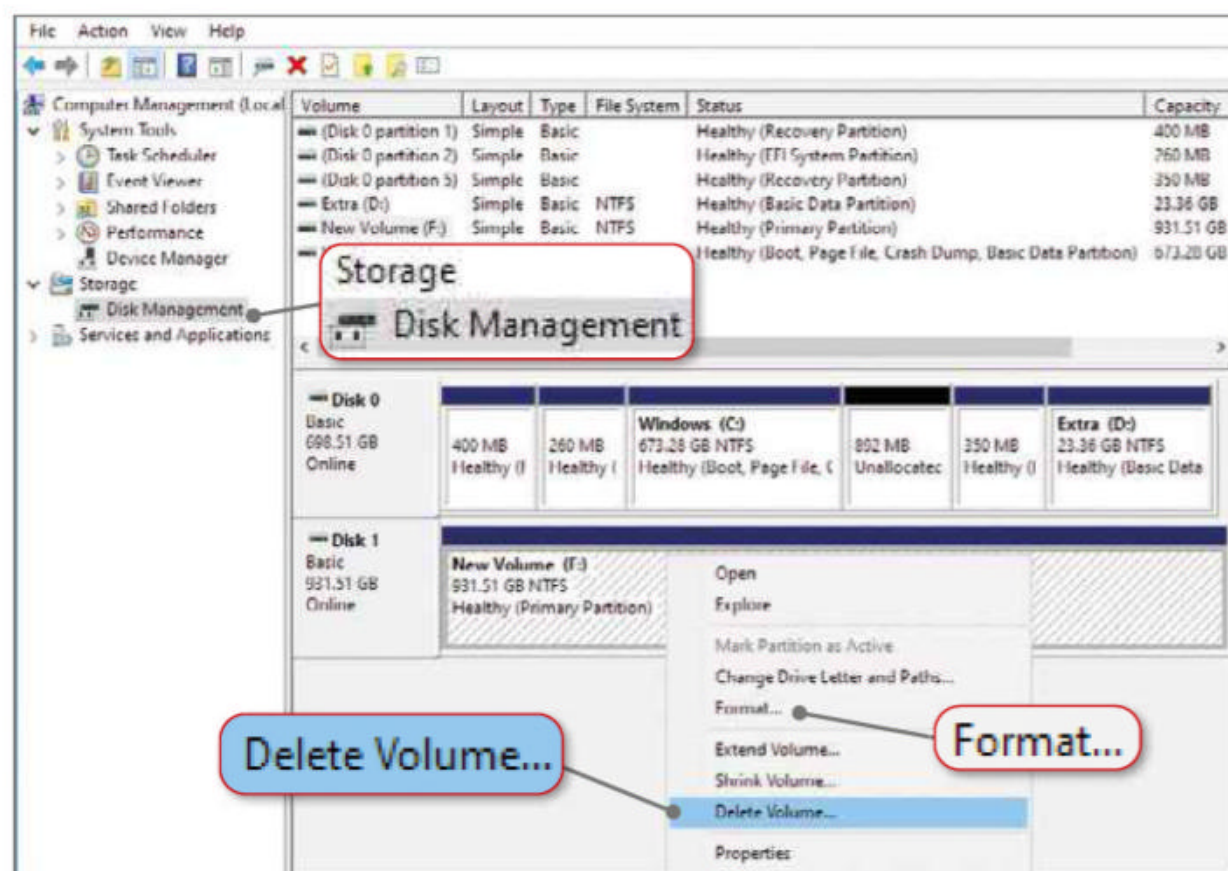 File Action View Help
Computer Management (Local
System Tools
Task Scheduler
Event Viewer
Shared Folders
Performance
Device Manager
Storage
Disk Management
Services and Applications
Volume Layout Type File System Status Capacity
(Disk 0 partition 1) Simple Basic Healthy (Recovery Partition) 400 MB
(Disk 0 partition 2) Simple Basic Healthy (EFI System Partition) 260 MB
(Disk 0 partition 5) Simple Basic Healthy (Recovery Partition) 350 MB
Extra (D:) Simple Basic NTFS Healthy (Basic Data Partition) 23.36 GB
New Volume (F:) Simple Basic NTFS Healthy (Primary Partition) 931.51 GB
Healthy (Boot, Page File, Crash Dump, Basic Data Partition) 673.28 GB
Storage
Disk Management
Disk 0
Basic
698.51 GB
Online
400 MB
Healthy (
260 MB
Healthy (
Windows (C:)
673.28 GB NTFS
Healthy (Boot, Page File, C
892 MB
Unallocatec
350 MB
Healthy (
Extra (D:)
23.36 GB NTFS
Healthy (Basic Data
Disk 1
Basic
931.51 GB
Online
New Volume (F:)
931.51 GB NTFS
Healthy (Primary Partition)
Open
Explore
Mark Partition as Active
Change Drive Letter and Paths...
Format...
Extend Volume...
Shrink Volume...
Delete Volume...
Properties
Delete Volume...
Format...